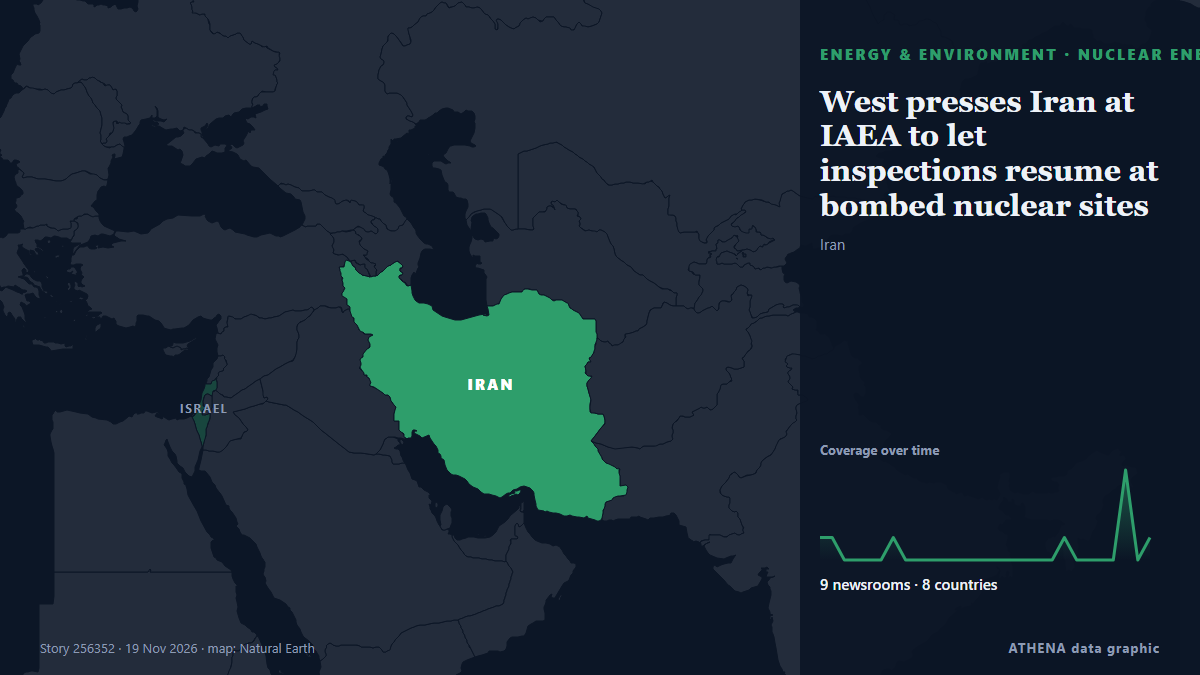 ENERGY & ENVIRONMENT · NUCLEAR ENE
West presses Iran at
IAEA to let
inspections resume at
bombed nuclear sites
Iran
IRAN
ISRAEL
Coverage over time
9 newsrooms · 8 countries
Story 256352 · 19 Nov 2026 · map: Natural Earth
ATHENA data graphic